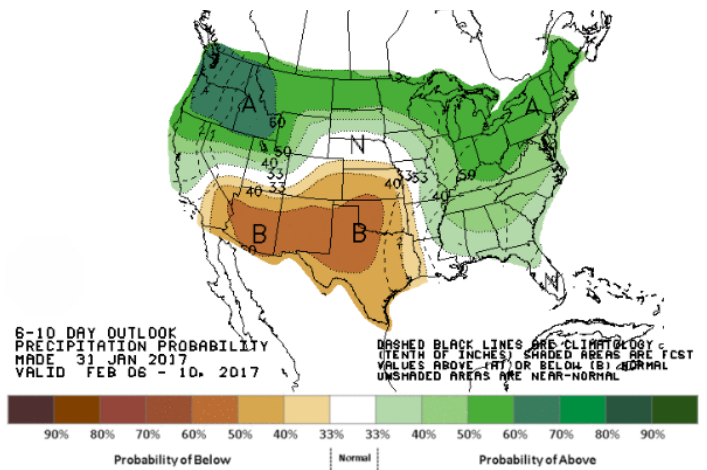 A
A
60
N
50
40
50
33
33
33
33
40
40
40
B
B
50
N
6-10 DAY OUTLOOK
PRECIPITATION PROBABILITY
MADE 31 JAN 2017
VALID FEB 06 - 10, 2017
DASHED BLACK LINES ARE CLIMATOLOGY
(TENTH OF INCHES) SHADED AREAS ARE FCST
VALUES ABOVE (A) OR BELOW (B) NORMAL
UNSHADED AREAS ARE NEAR-NORMAL
90% 80% 70% 60% 50% 40% 33% 33% 40% 50% 60% 70% 80% 90%
Probability of Below Normal Probability of Above